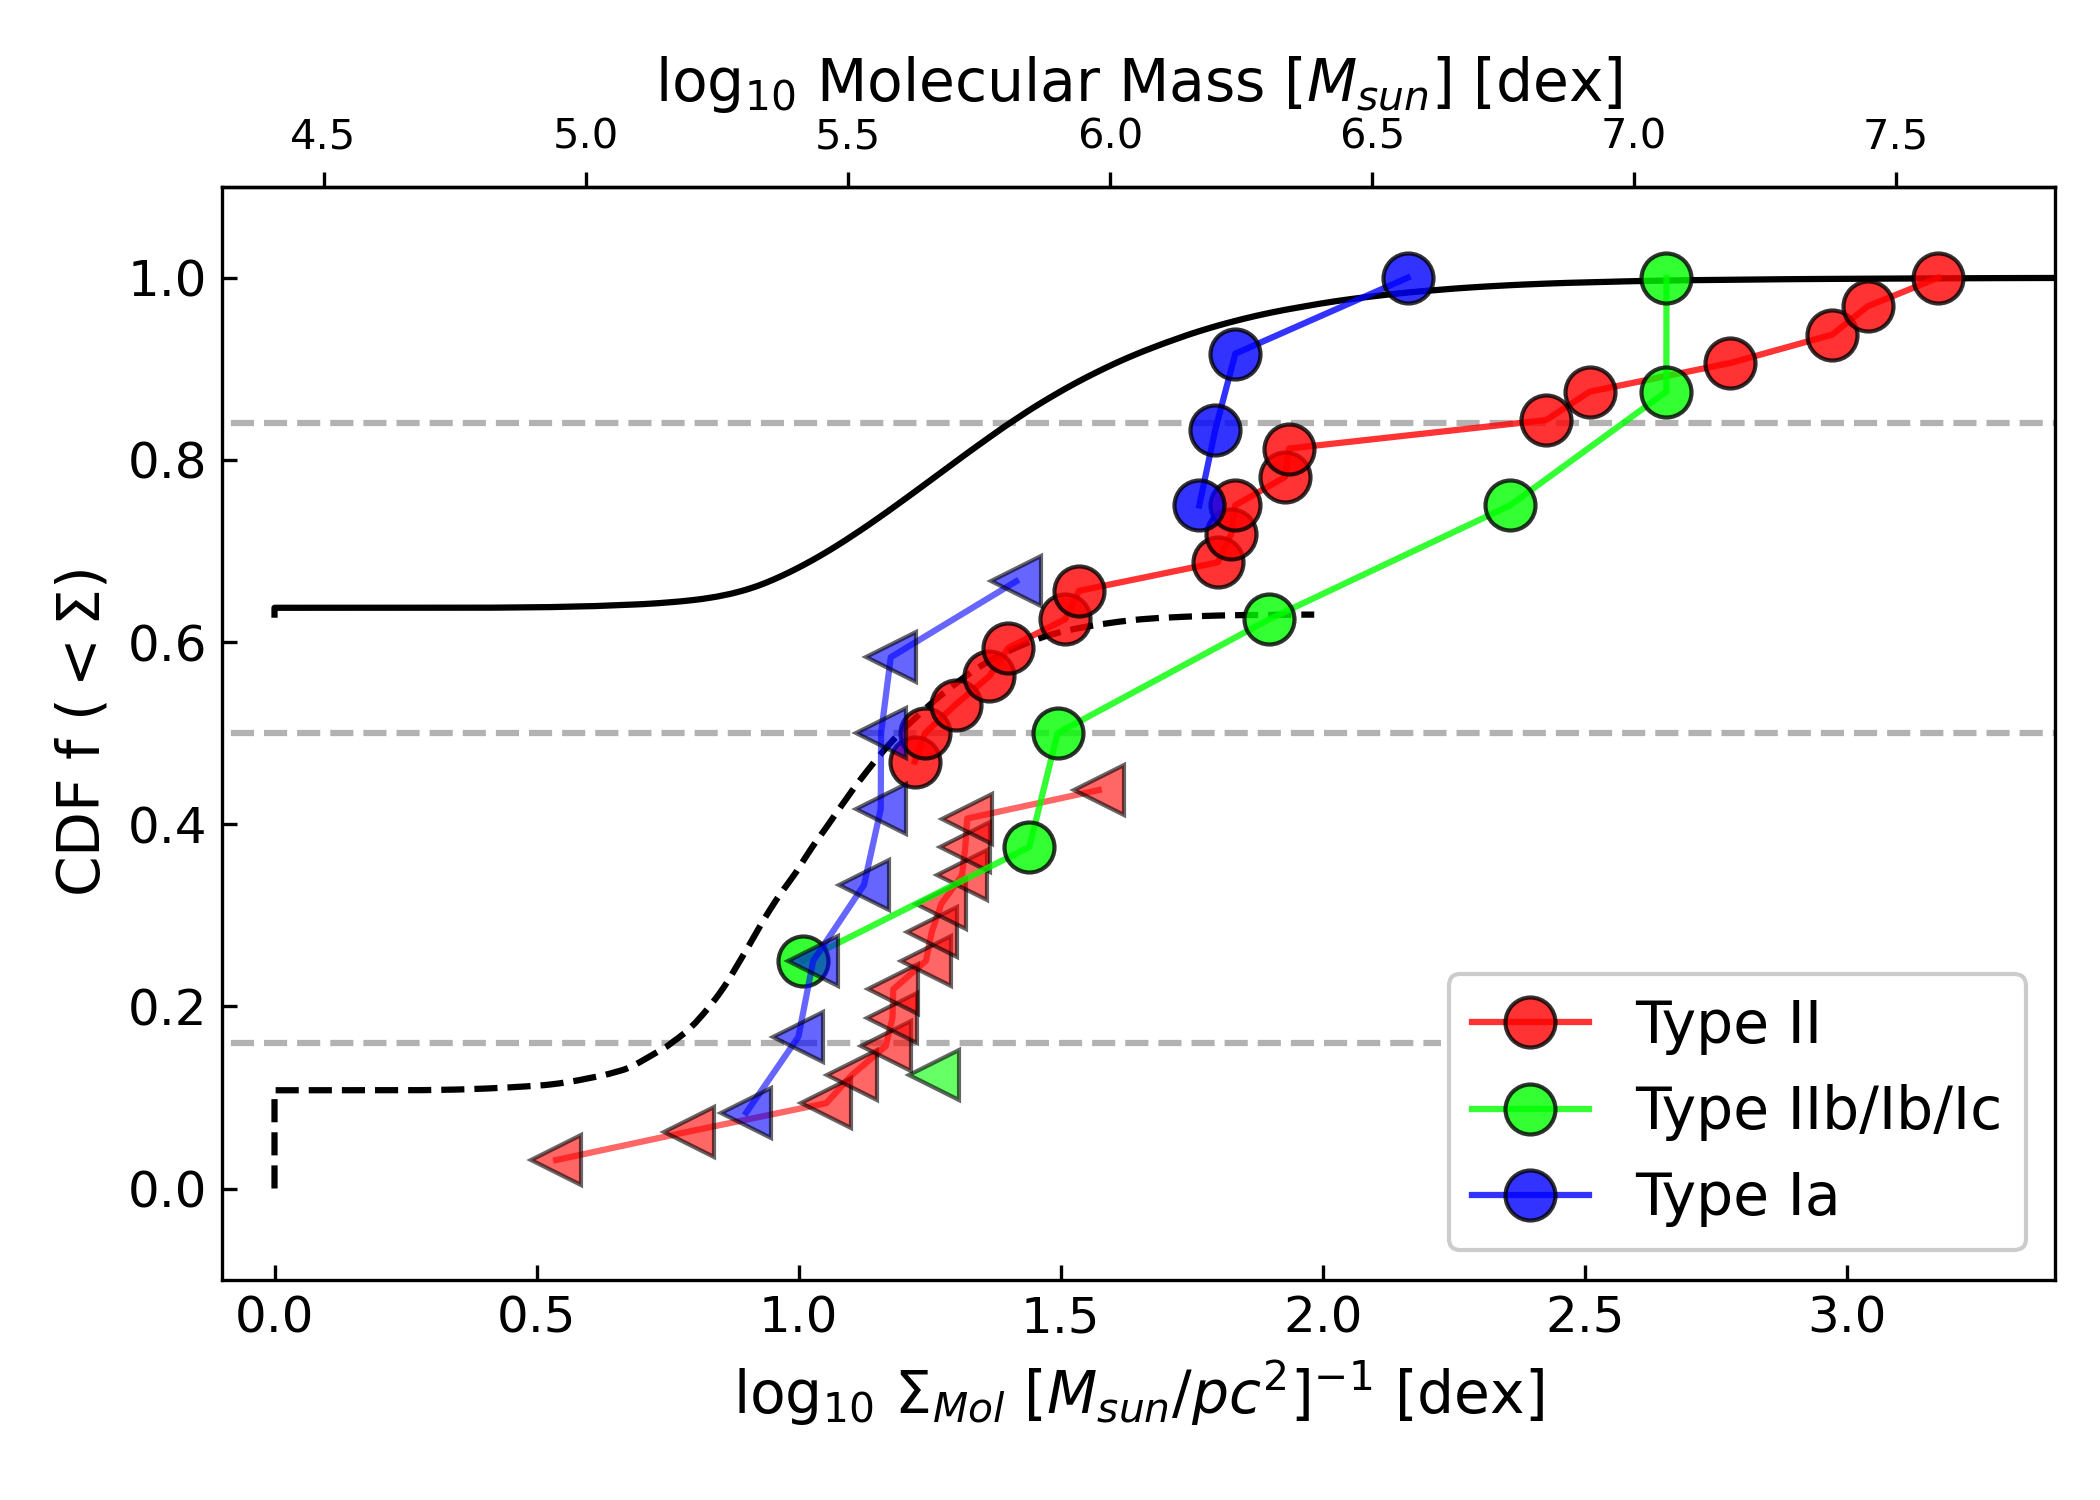 log₁₀ Molecular Mass [M_sun] [dex]
4.5 5.0 5.5 6.0 6.5 7.0 7.5
CDF f ( < Σ)
1.0
0.8
0.6
0.4
0.2
0.0
Type II
Type IIb/Ib/Ic
Type Ia
0.0 0.5 1.0 1.5 2.0 2.5 3.0
log₁₀ Σ_Mol [M_sun/pc²]⁻¹ [dex]